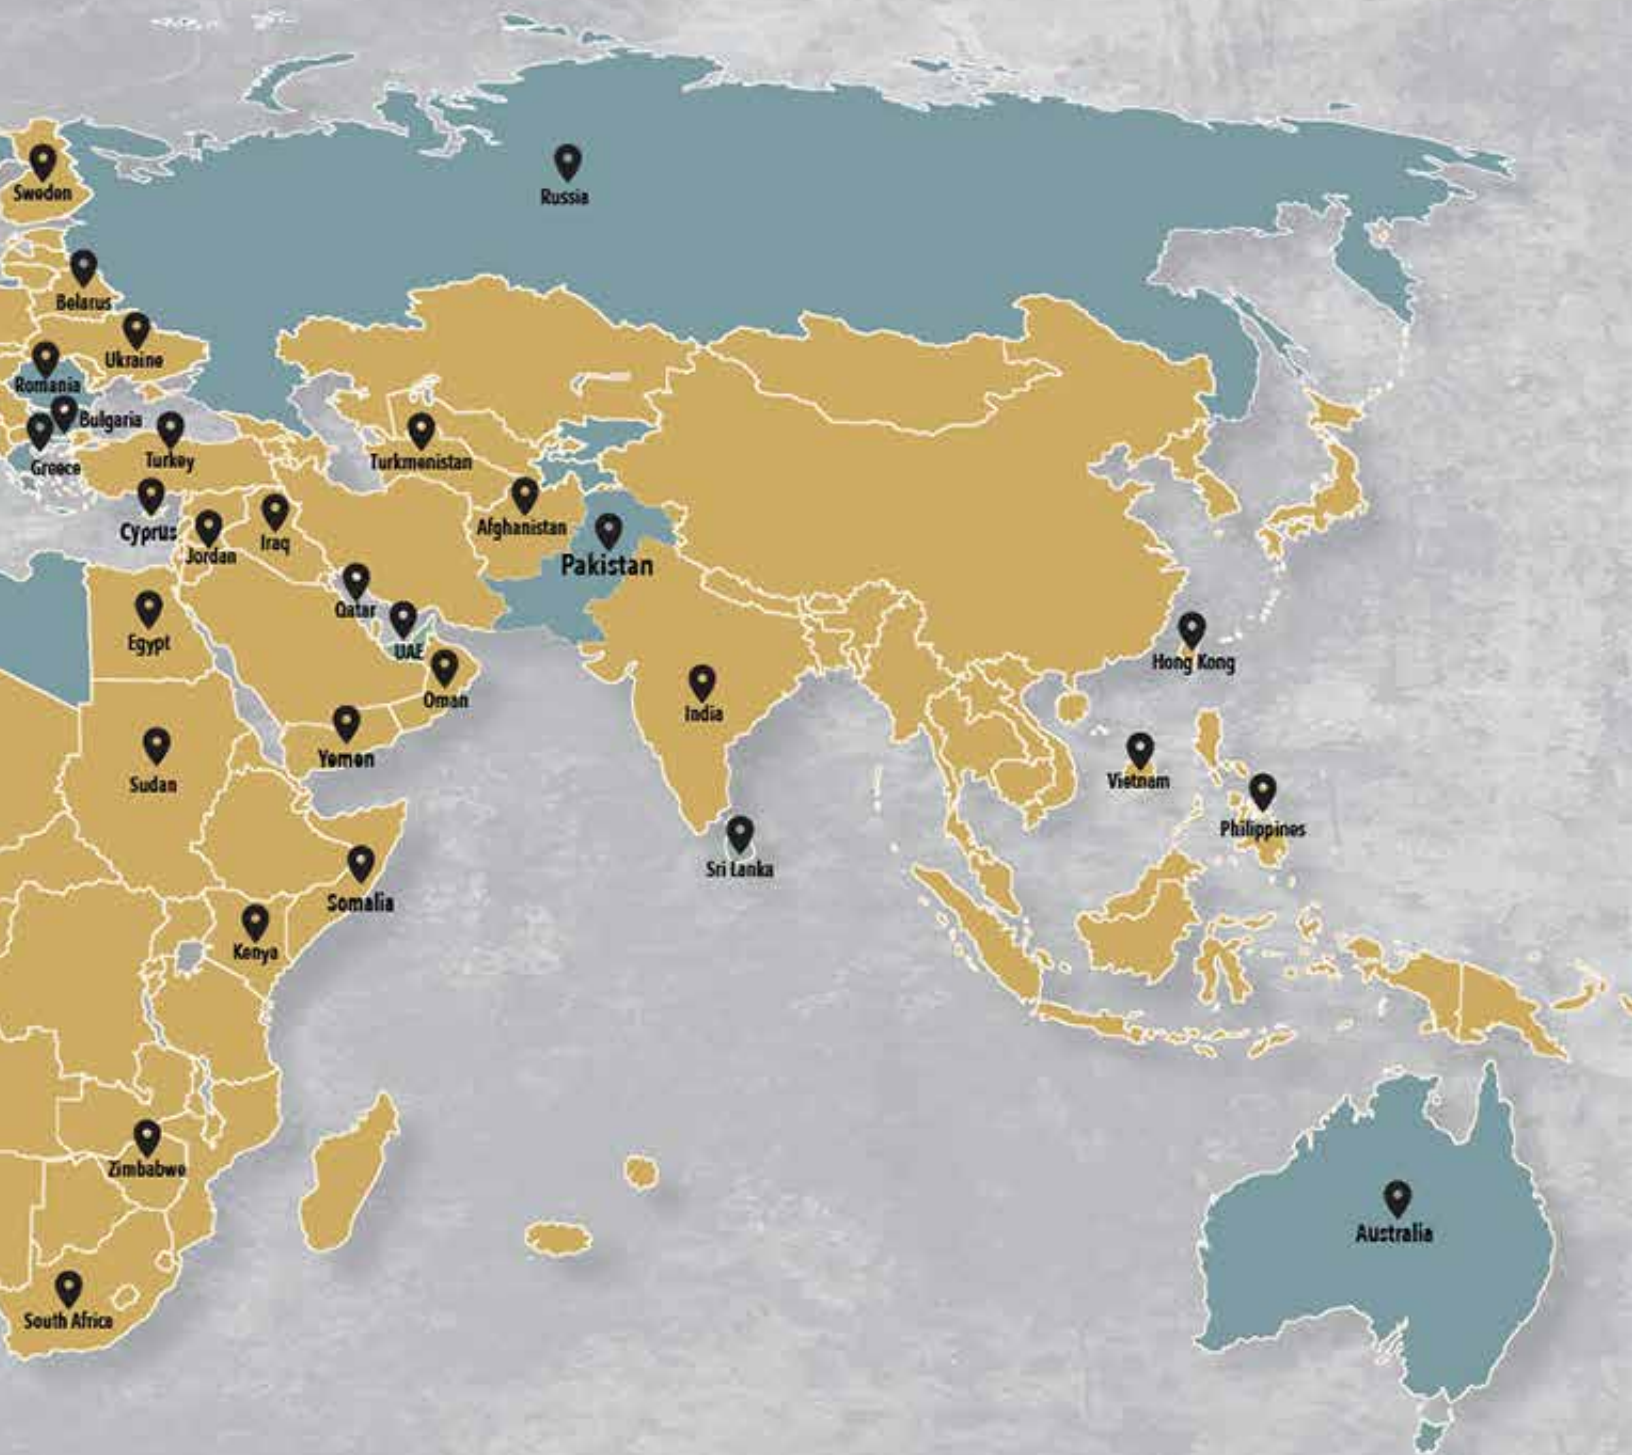 Sweden
Russia
Belarus
Ukraine
Romania
Bulgaria
Greece
Turkey
Turkmenistan
Cyprus
Jordan
Iraq
Afghanistan
Pakistan
Qatar
UAE
Egypt
Oman
Hong Kong
India
Yemen
Sudan
Vietnam
Philippines
Sri Lanka
Somalia
Kenya
Zimbabwe
Australia
South Africa